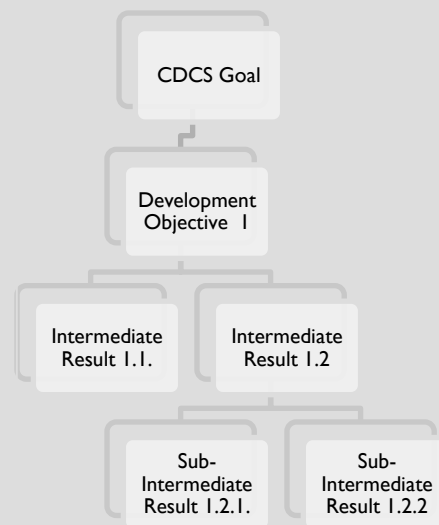 CDCS Goal
Development
Objective 1
Intermediate
Result 1.1.
Intermediate
Result 1.2
Sub-
Intermediate
Result 1.2.1.
Sub-
Intermediate
Result 1.2.2